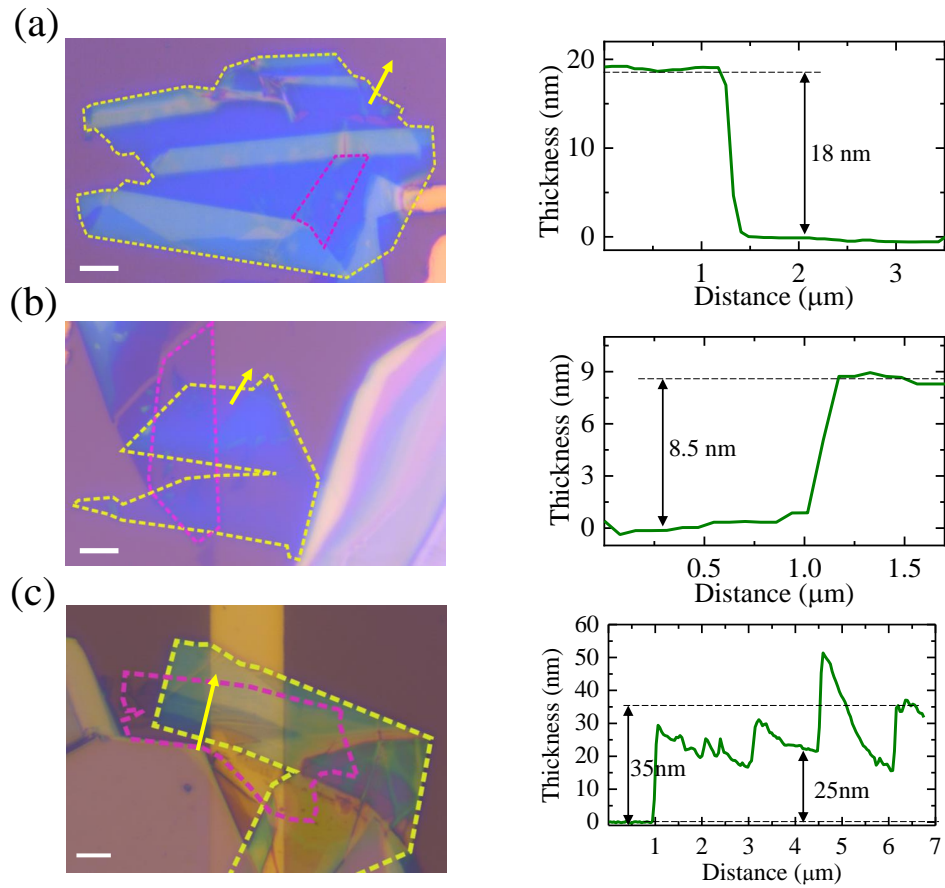 (a)
20
10
0
Thickness (nm)
18 nm
1 2 3
Distance (μm)
(b)
9
6
3
0
Thickness (nm)
8.5 nm
0.5 1.0 1.5
Distance (μm)
(c)
60
50
40
30
20
10
0
Thickness (nm)
35nm
25nm
1 2 3 4 5 6 7
Distance (μm)